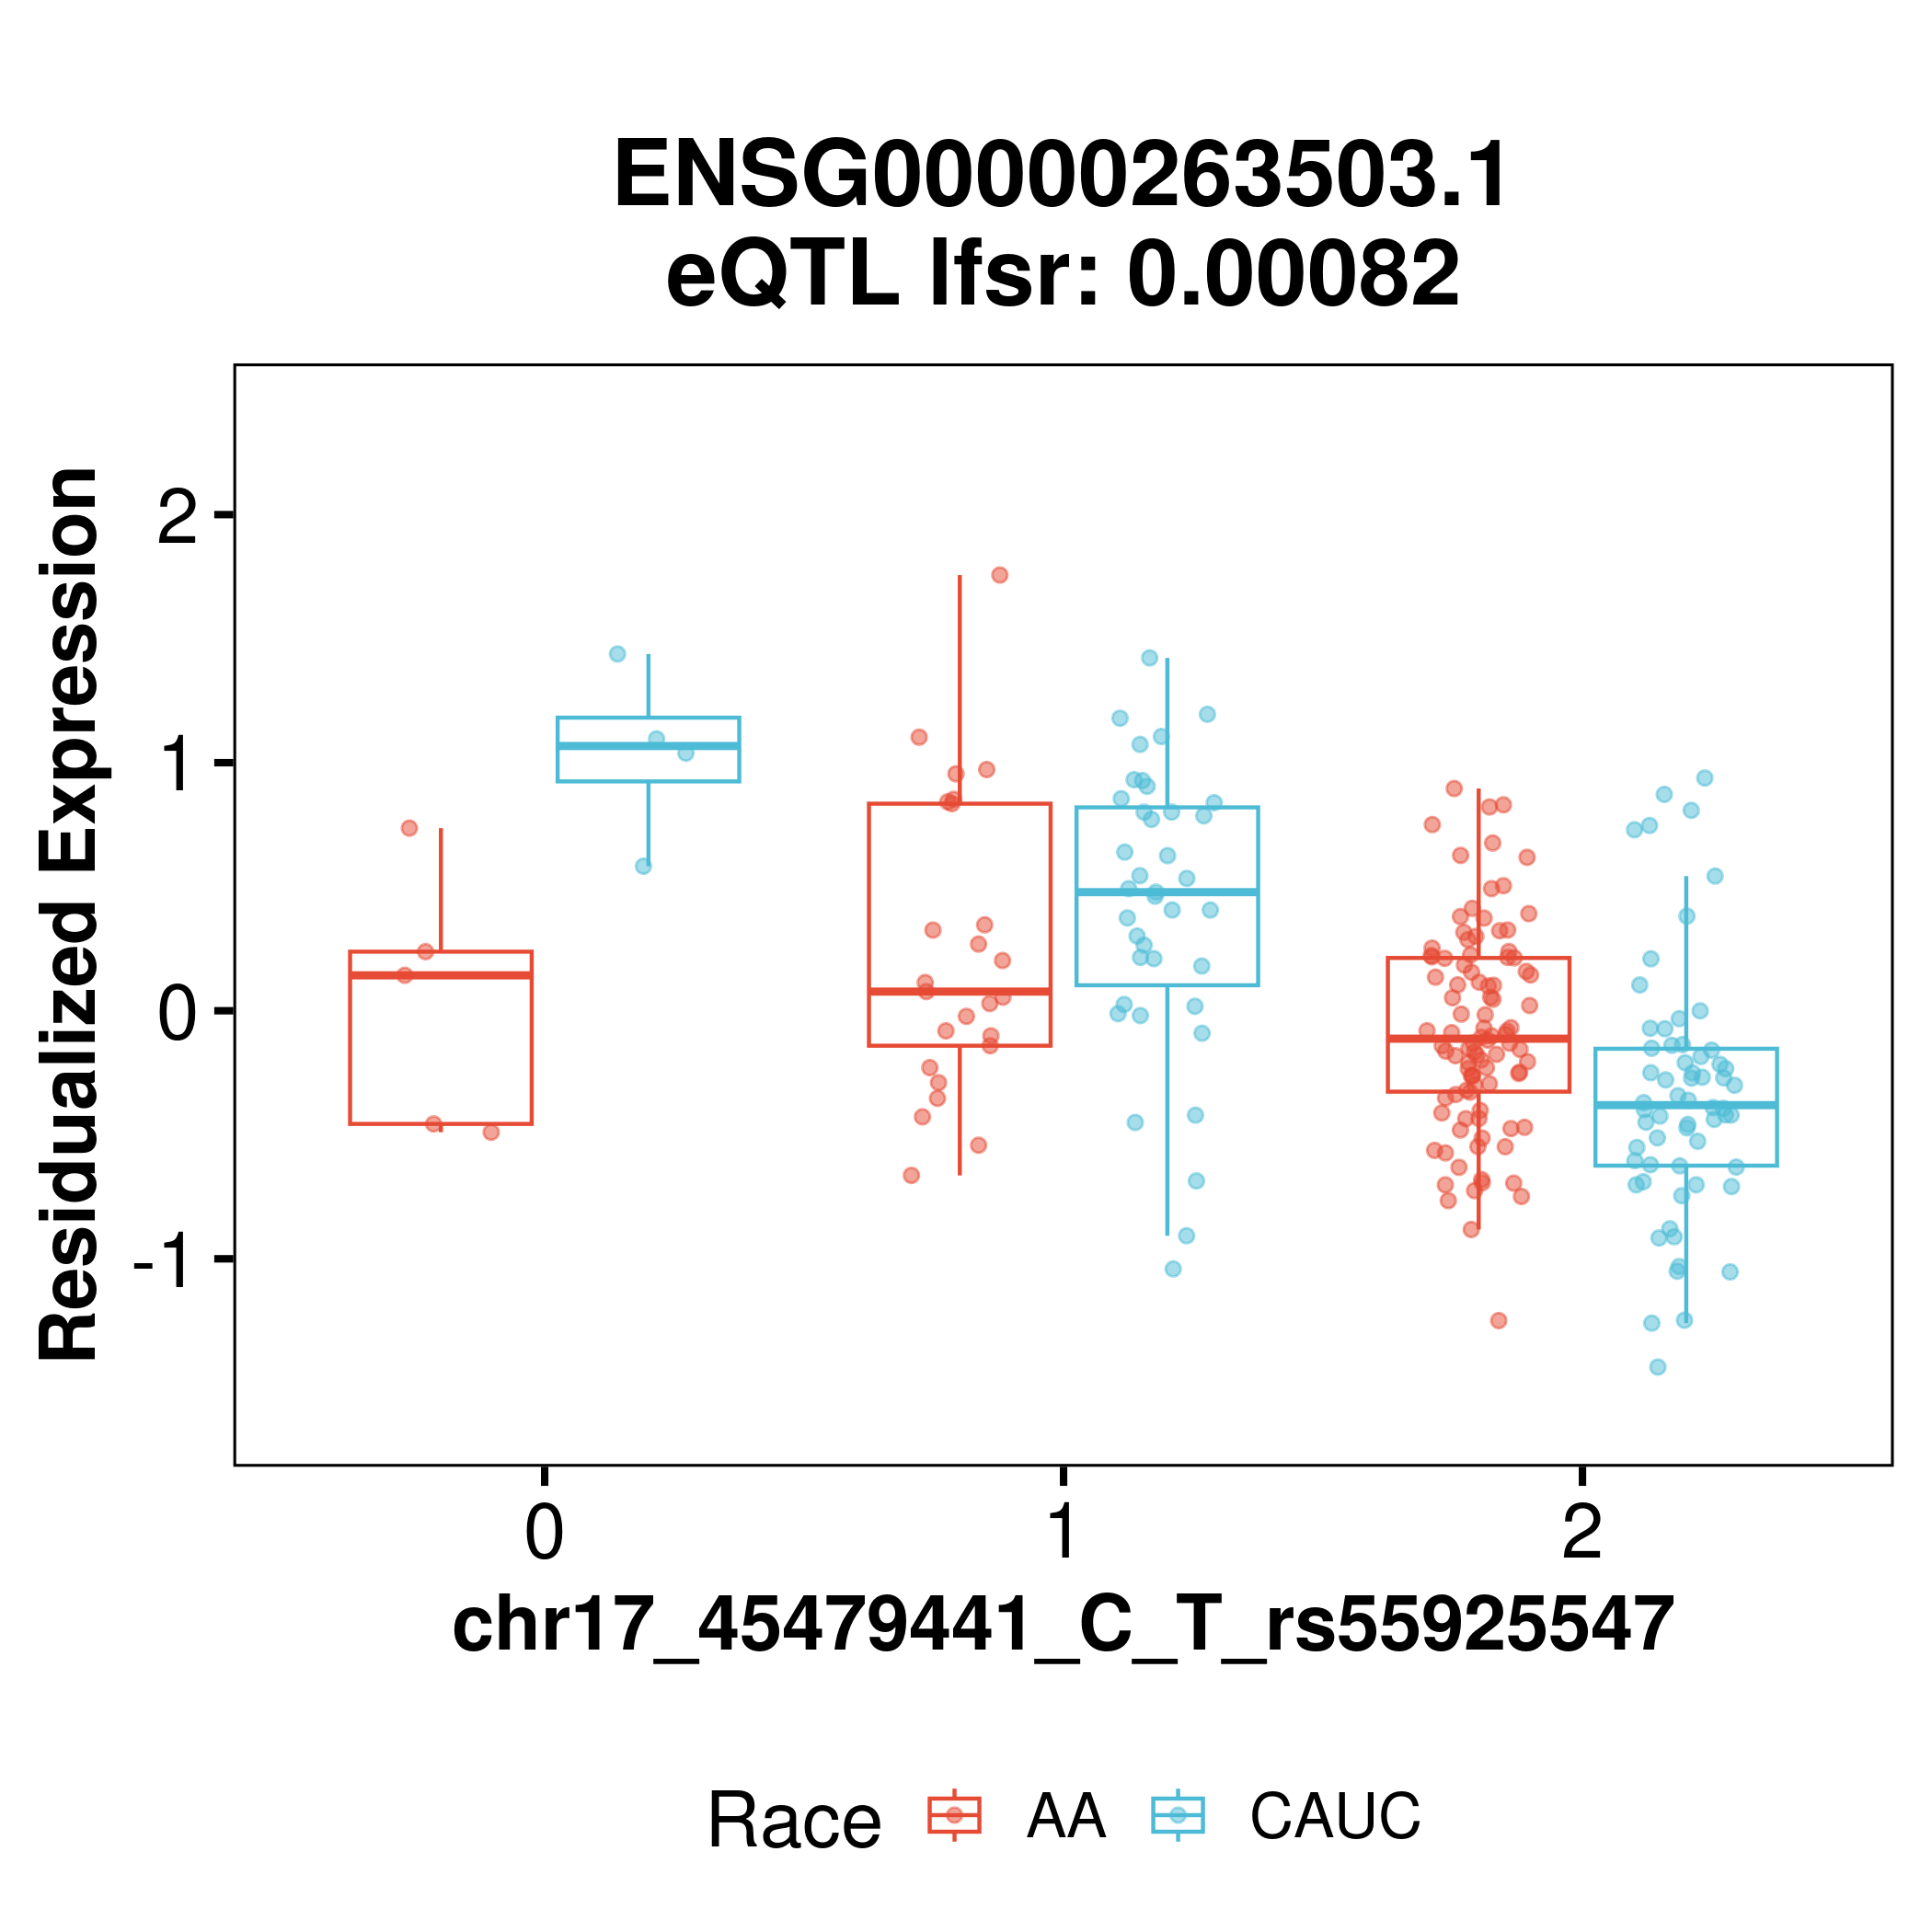 ENSG00000263503.1
eQTL lfsr: 0.00082
Residualized Expression
2
1
0
-1
0 1 2
chr17_45479441_C_T_rs55925547
Race AA CAUC